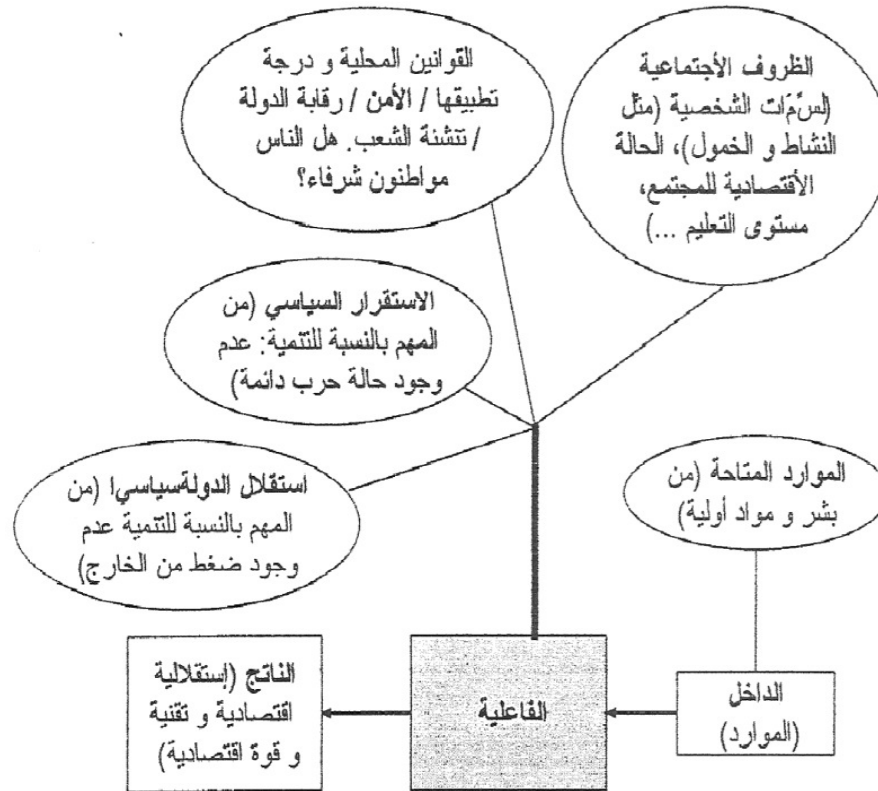 الظروف الأجتماعية
(السِّمَات الشخصية (مثل
النشاط و الخمول)، الحالة
الأقتصادية للمجتمع،
مستوى التعليم ...)
القوانين المحلية و درجة
تطبيقها / الأمن / رقابة الدولة
/ تنشئة الشعب. هل الناس
مواطنون شرفاء؟
الاستقرار السياسي (من
المهم بالنسبة للتنمية: عدم
وجود حالة حرب دائمة)
استقلال الدولةسياسيا (من
المهم بالنسبة للتنمية عدم
وجود ضغط من الخارج)
الموارد المتاحة (من
بشر و مواد أولية)
الداخل
(الموارد)
الفاعلية
الناتج (إستقلالية
اقتصادية و تقنية
و قوة اقتصادية)